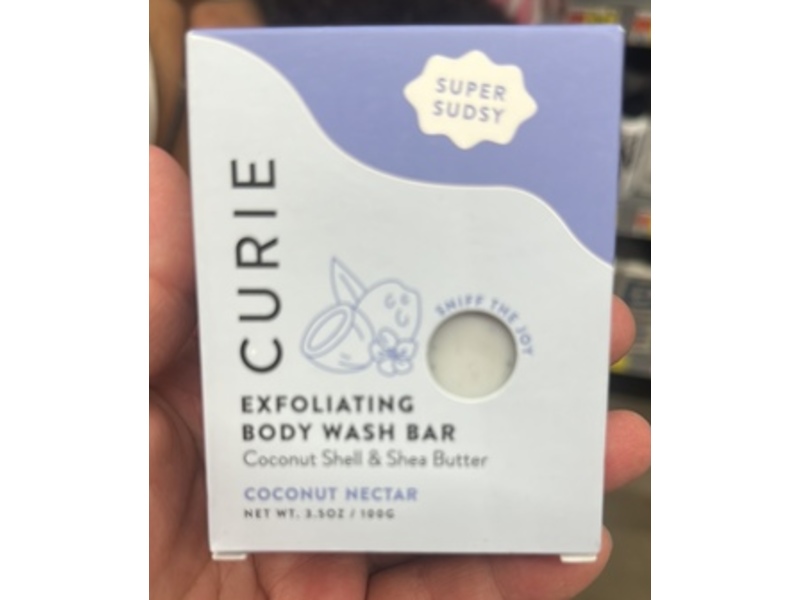 SUPER
SUDSY
CURIE
SNIFF THE JOY
EXFOLIATING
BODY WASH BAR
Coconut Shell & Shea Butter
COCONUT NECTAR
NET WT. 3.5OZ / 100G